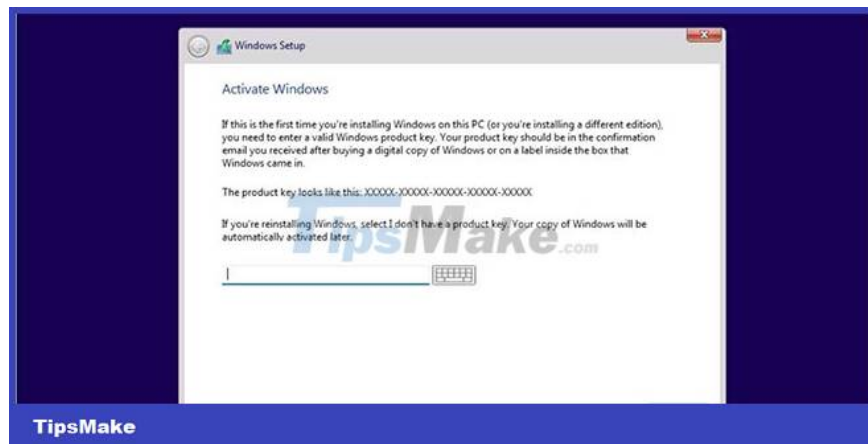 Windows Setup
Activate Windows
If this is the first time you're installing Windows on this PC (or you're installing a different edition),
you need to enter a valid Windows product key. Your product key should be in the confirmation
email you received after buying a digital copy of Windows or on a label inside the box that
Windows came in.
The product key looks like this: XXXXX-XXXXX-XXXXX-XXXXX-XXXXX
If you're reinstalling Windows, select I don't have a product key. Your copy of Windows will be
automatically activated later.
TipsMake.com
TipsMake